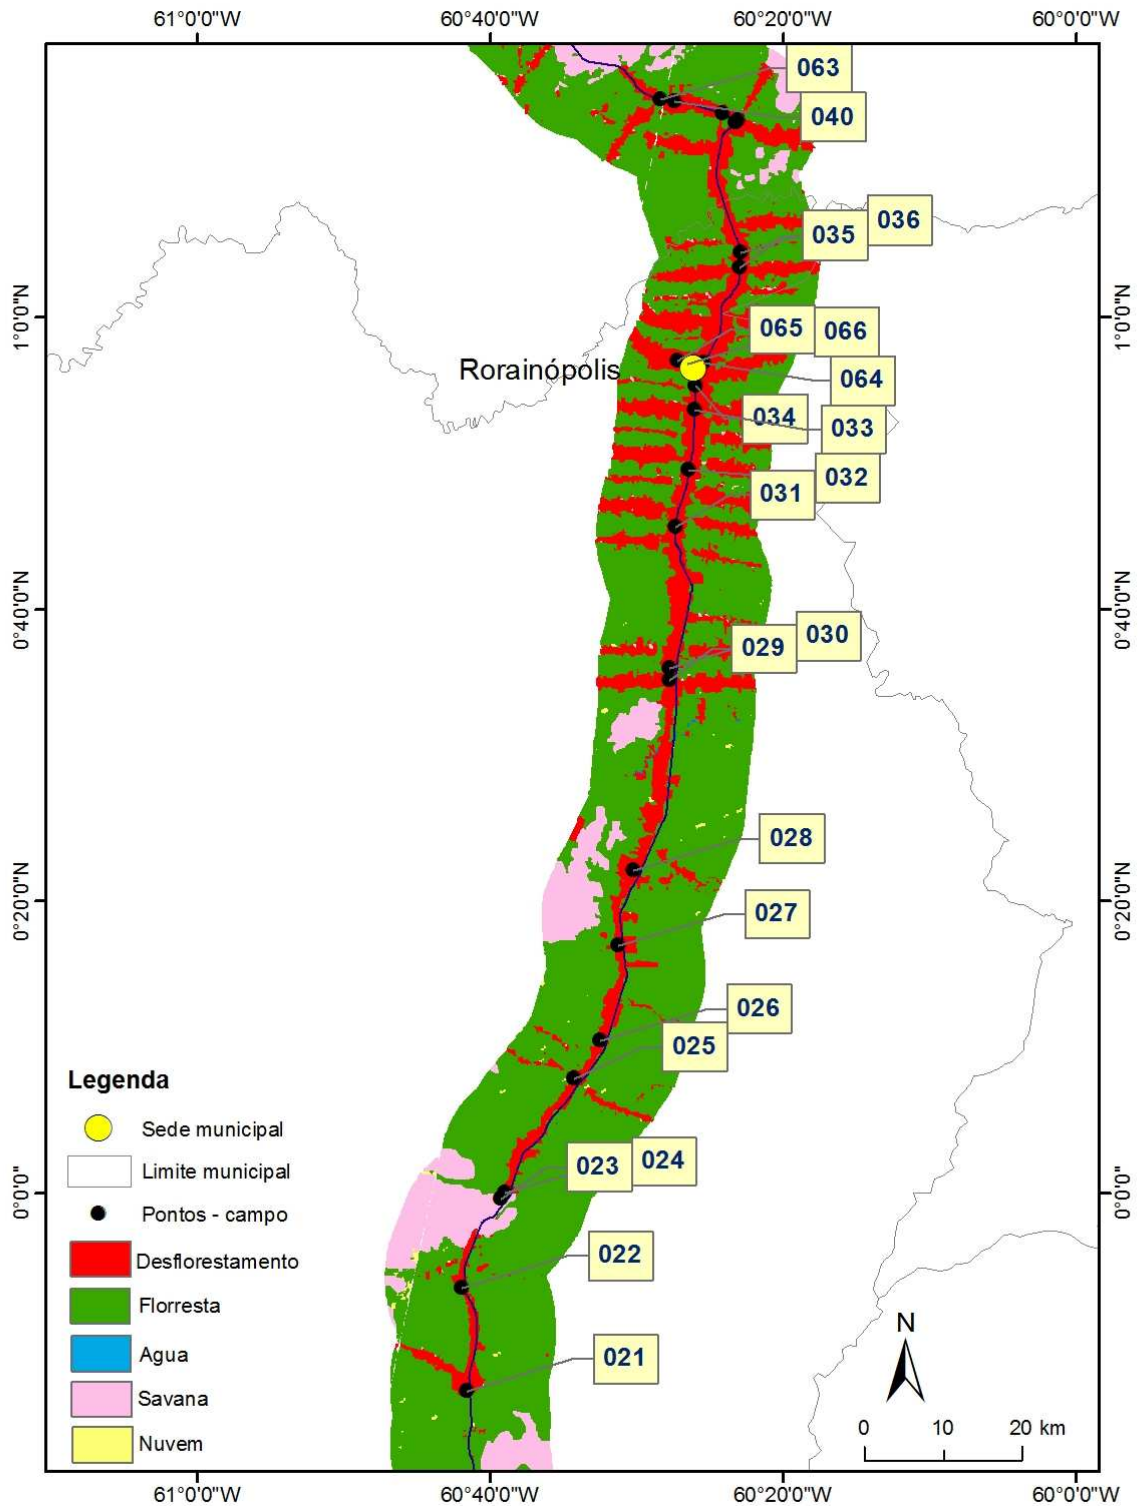 61°0'0"W 60°40'0"W 60°20'0"W 60°0'0"W
063
040
036
035
1°0'0"N
1°0'0"N
065
066
Rorainópolis
064
034
033
032
031
0°40'0"N
0°40'0"N
030
029
028
0°20'0"N
0°20'0"N
027
026
025
Legenda
Sede municipal
Limite municipal
Pontos - campo
Desflorestamento
Florresta
Agua
Savana
Nuvem
024
023
0°0'0"
0°0'0"
022
021
N
0 10 20 km
61°0'0"W 60°40'0"W 60°20'0"W 60°0'0"W